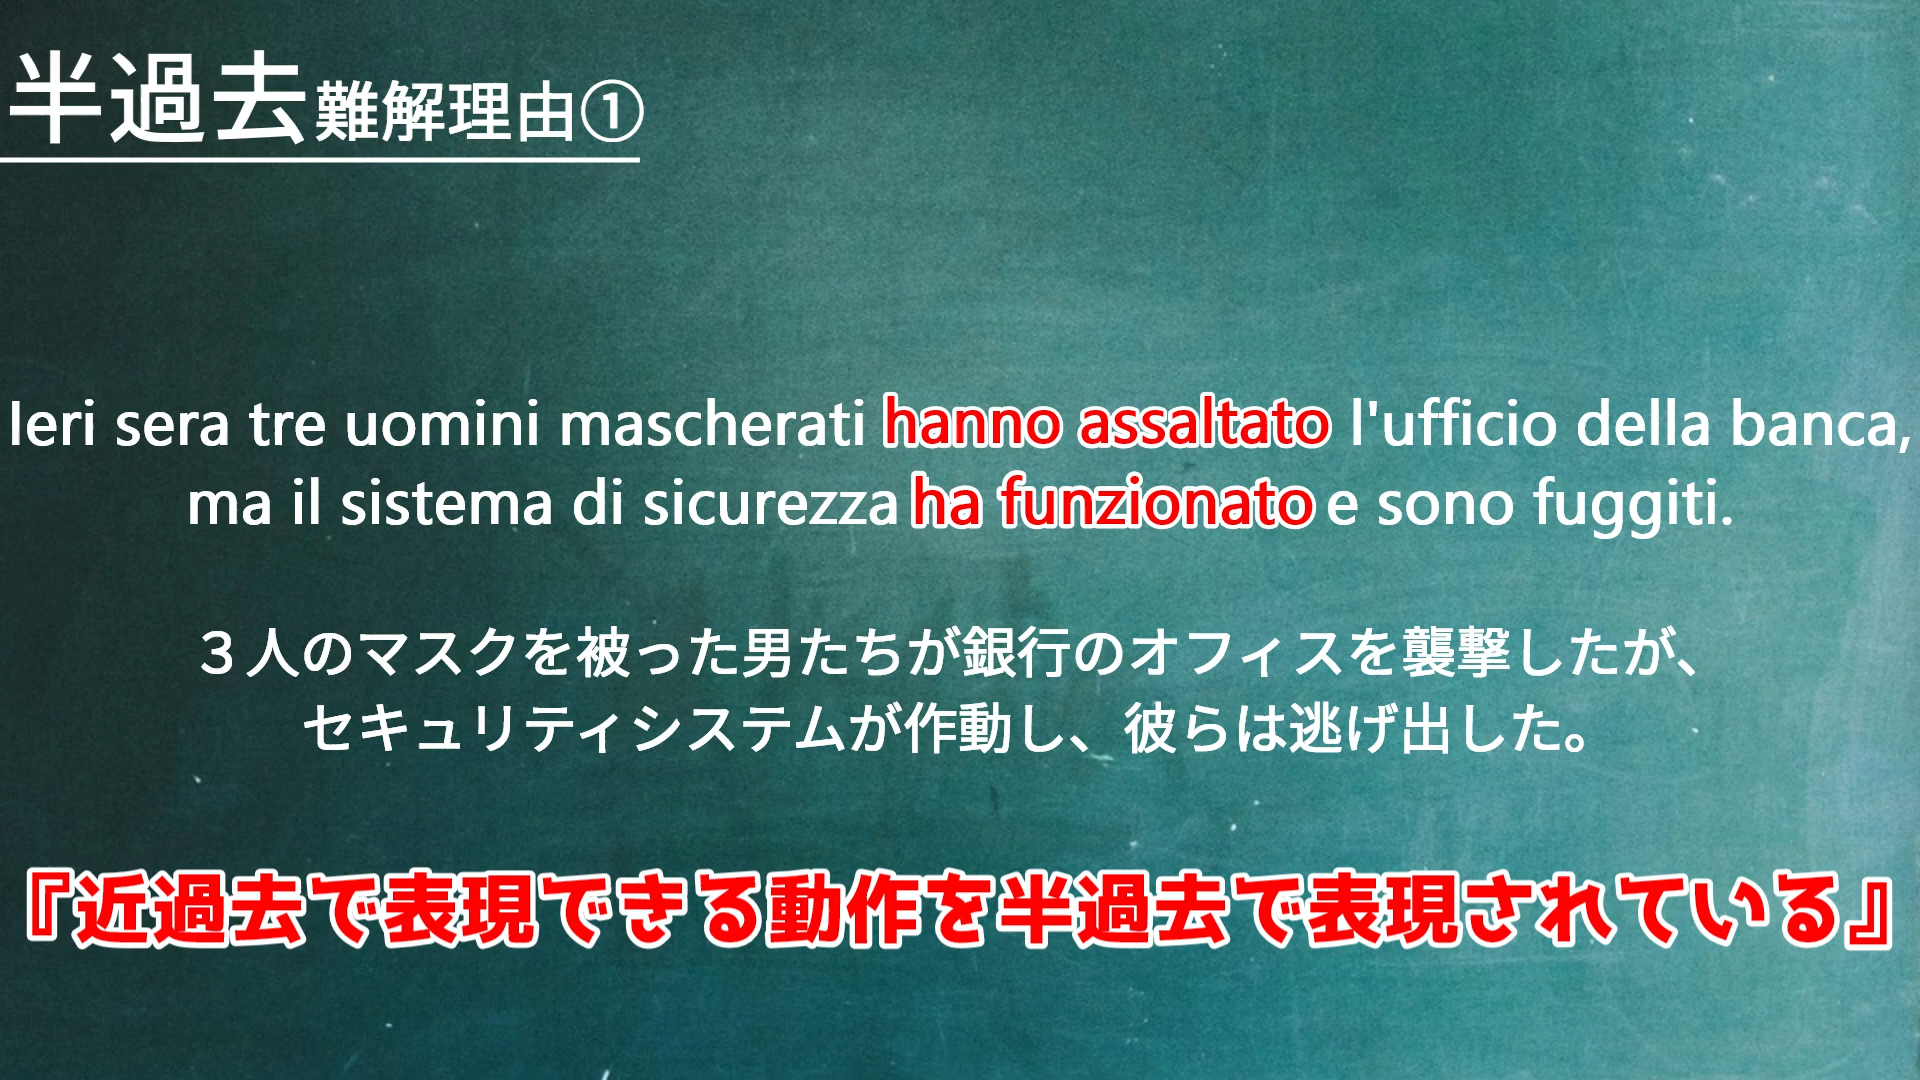 半過去難解理由①
Ieri sera tre uomini mascherati hanno assaltato l'ufficio della banca,
ma il sistema di sicurezza ha funzionato e sono fuggiti.
３人のマスクを被った男たちが銀行のオフィスを襲撃したが、
セキュリティシステムが作動し、彼らは逃げ出した。
『近過去で表現できる動作を半過去で表現されている』